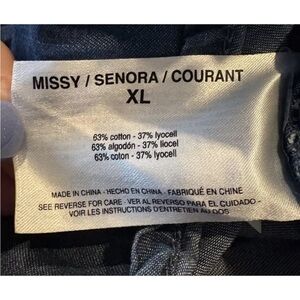 MISSY / SENORA / COURANT
XL
63% cotton - 37% lyocell
63% algodón - 37% liocel
63% coton - 37% lyocell
MADE IN CHINA - HECHO EN CHINA - FABRIQUÉ EN CHINE
SEE REVERSE FOR CARE - VER AL REVERSO PARA EL CUIDADO -
VOIR LES INSTRUCTIONS D'ENTRETIEN AU DOS